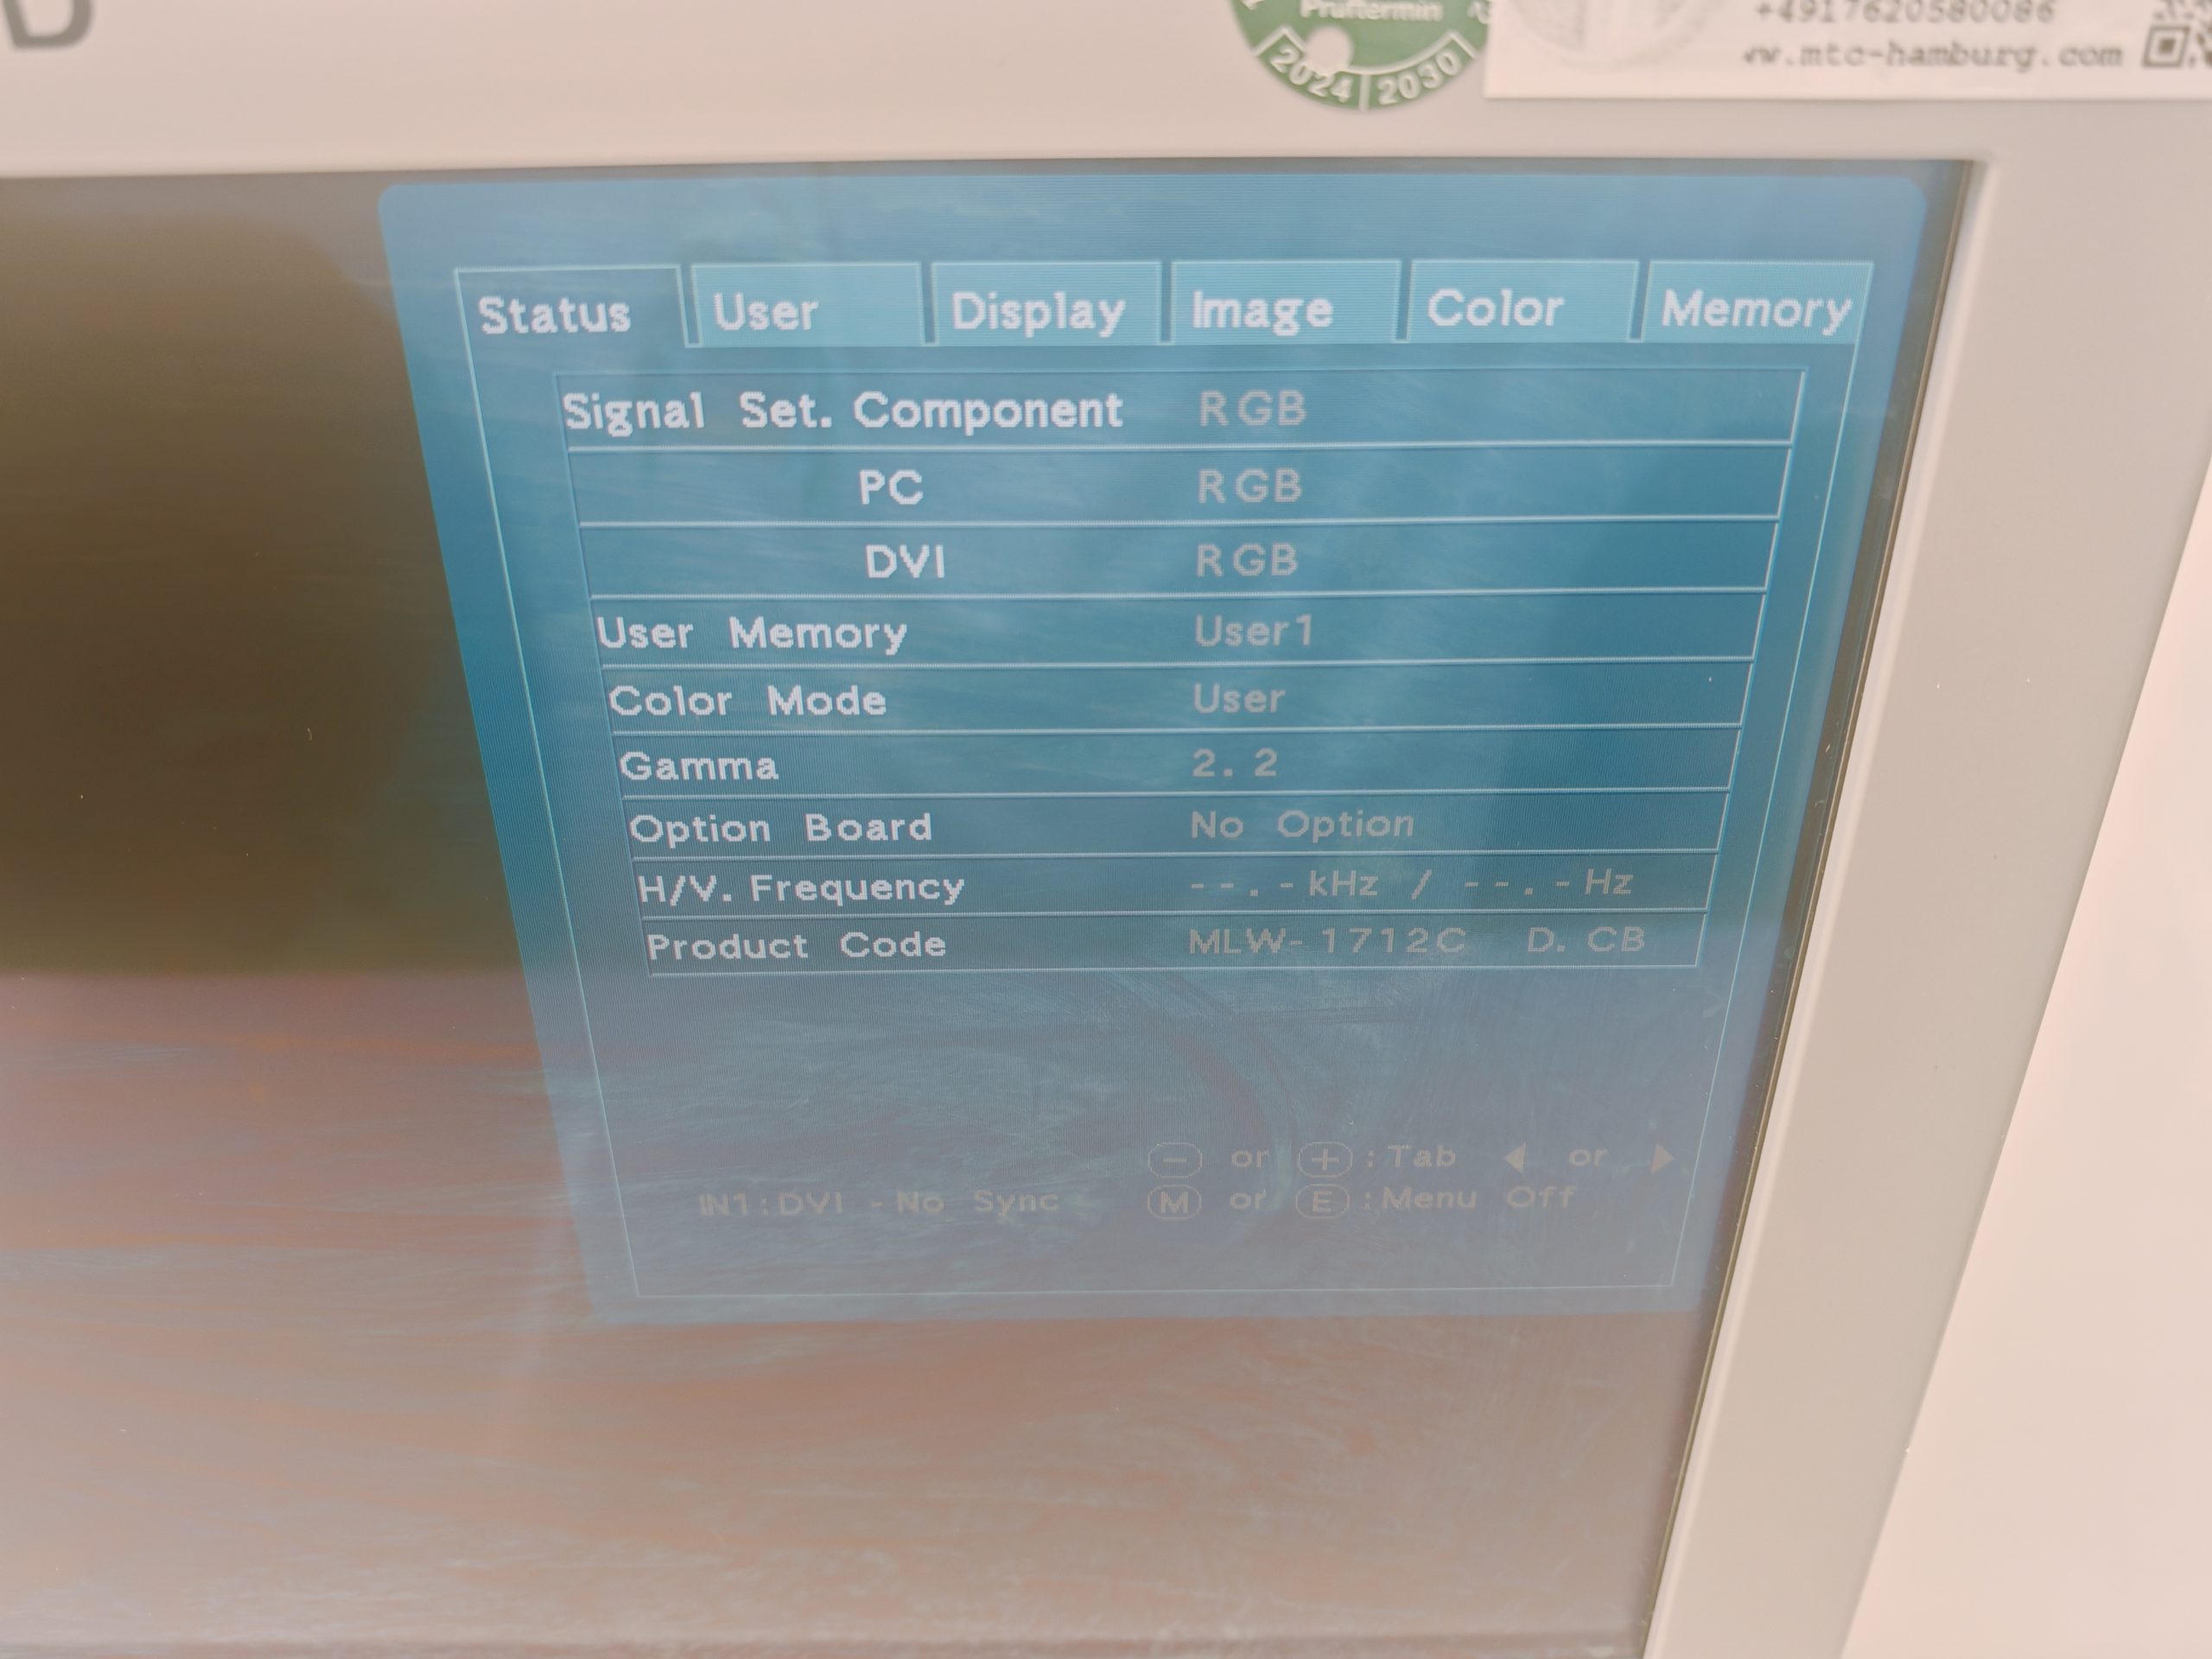 D
Prüftermin
2024 2030
+4917620580086
w.mtc-hamburg.com
Status User Display Image Color Memory
Signal Set. Component RGB
PC RGB
DVI RGB
User Memory User1
Color Mode User
Gamma 2.2
Option Board No Option
H/V. Frequency --.-kHz / --.-Hz
Product Code MLW-1712C D.CB
- or + : Tab ◀ or ▶
IN1:DVI - No Sync M or E : Menu Off